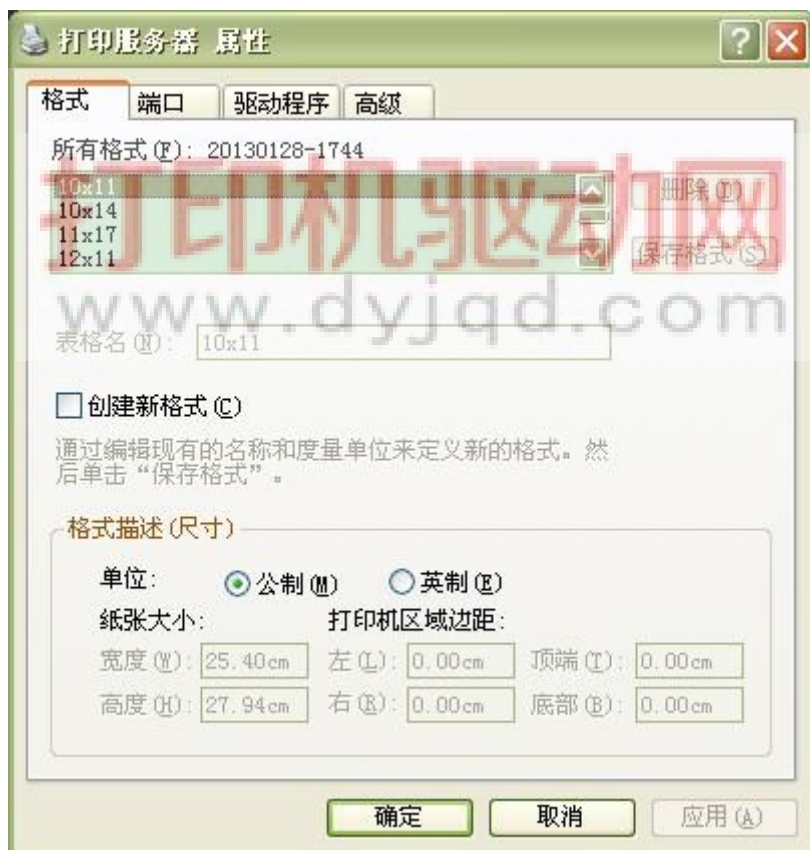 打印服务器 属性
格式 端口 驱动程序 高级
所有格式(F): 20130128-1744
打印机驱动网
10x11 删除(D)
10x14
11x17
12x11 保存格式(S)
www.dyjqd.com
表格名(N): 10x11
创建新格式(C)
通过编辑现有的名称和度量单位来定义新的格式。然
后单击“保存格式”。
格式描述(尺寸)
单位: 公制(M) 英制(E)
纸张大小: 打印机区域边距:
宽度(W): 25.40cm 左(L): 0.00cm 顶端(T): 0.00cm
高度(H): 27.94cm 右(R): 0.00cm 底部(B): 0.00cm
确定 取消 应用(A)